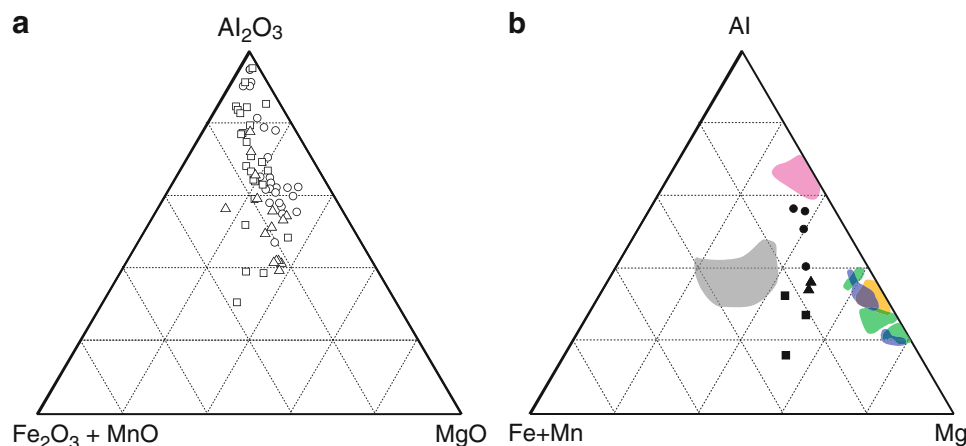 a
Al₂O₃
Fe₂O₃ + MnO
MgO
b
Al
Fe+Mn
Mg